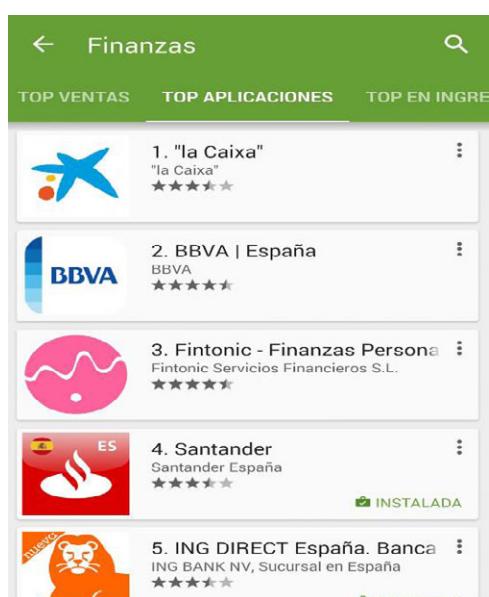 Finanzas
TOP VENTAS TOP APLICACIONES TOP EN INGRE
1. "la Caixa"
"la Caixa"
2. BBVA | España
BBVA
BBVA
3. Fintonic - Finanzas Persona
Fintonic Servicios Financieros S.L.
ES
4. Santander
Santander España
INSTALADA
nuevo
5. ING DIRECT España. Banca
ING BANK NV, Sucursal en España